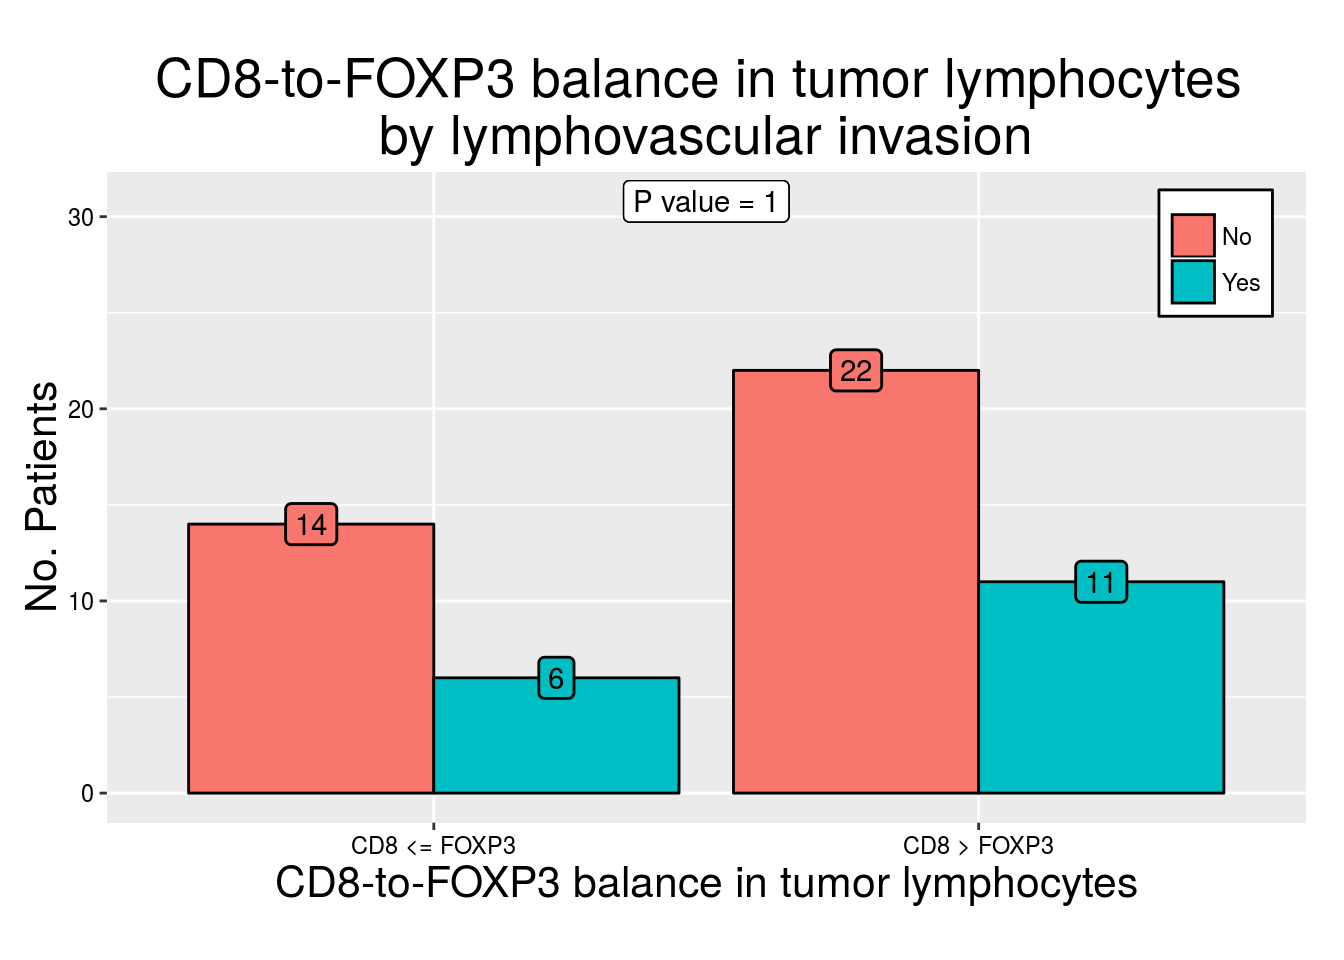 CD8-to-FOXP3 balance in tumor lymphocytes
by lymphovascular invasion
P value = 1
No
Yes
No. Patients
30
20
10
0
14
6
22
11
CD8 <= FOXP3
CD8 > FOXP3
CD8-to-FOXP3 balance in tumor lymphocytes